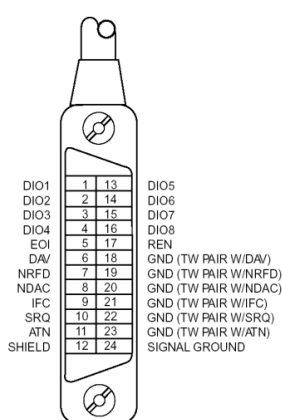 DIO1 1 13 DIO5
DIO2 2 14 DIO6
DIO3 3 15 DIO7
DIO4 4 16 DIO8
EOI 5 17 REN
DAV 6 18 GND (TW PAIR W/DAV)
NRFD 7 19 GND (TW PAIR W/NRFD)
NDAC 8 20 GND (TW PAIR W/NDAC)
IFC 9 21 GND (TW PAIR W/IFC)
SRQ 10 22 GND (TW PAIR W/SRQ)
ATN 11 23 GND (TW PAIR W/ATN)
SHIELD 12 24 SIGNAL GROUND